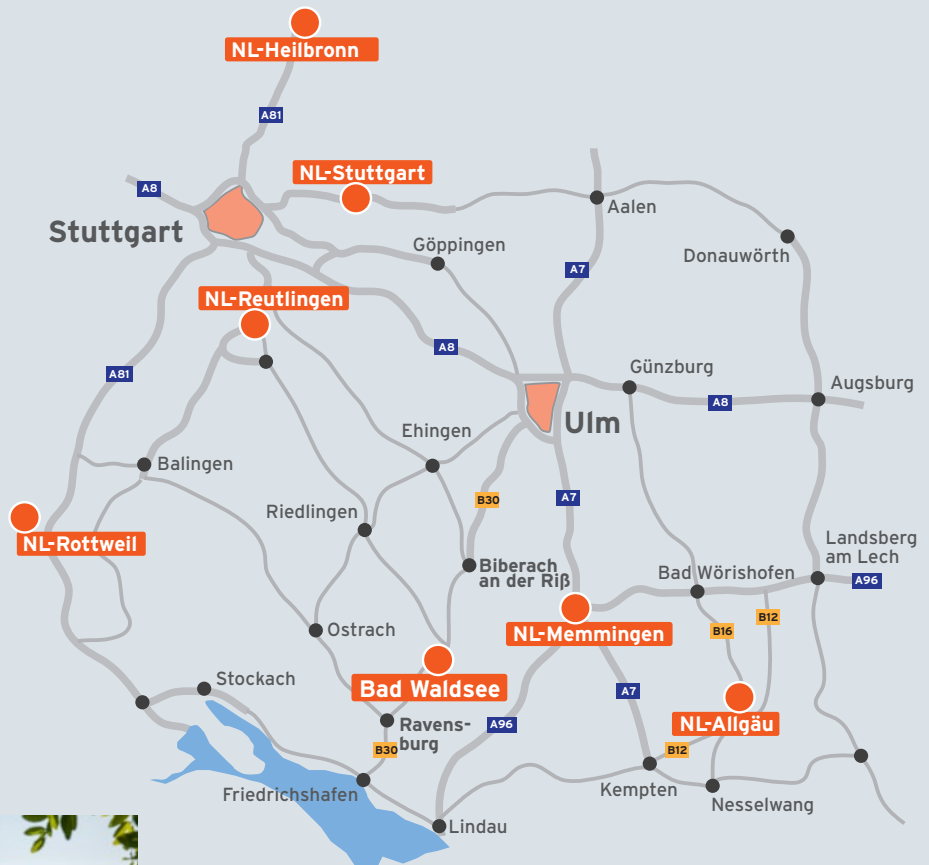 NL-Heilbronn
A81
NL-Stuttgart
A8
Aalen
Stuttgart
Göppingen
Donauwörth
A7
NL-Reutlingen
A8
A81
Günzburg
Augsburg
A8
Ulm
Ehingen
Balingen
B30
A7
Riedlingen
NL-Rottweil
Biberach
an der Riß
Landsberg
am Lech
Bad Wörishofen
A96
B12
B16
NL-Memmingen
Ostrach
Bad Waldsee
Stockach
A7
NL-Allgäu
A96
Ravens-
burg
B30
B12
Friedrichshafen
Kempten
Nesselwang
Lindau